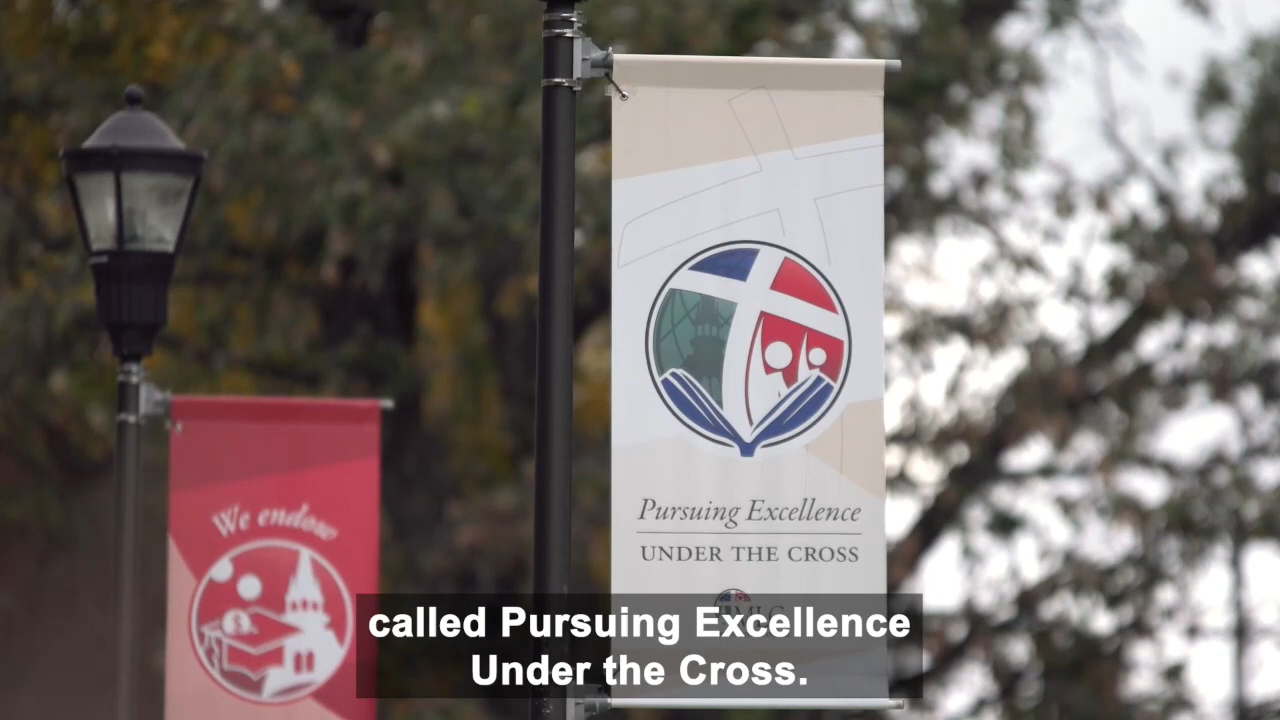 We endow
Pursuing Excellence
UNDER THE CROSS
called Pursuing Excellence
Under the Cross.